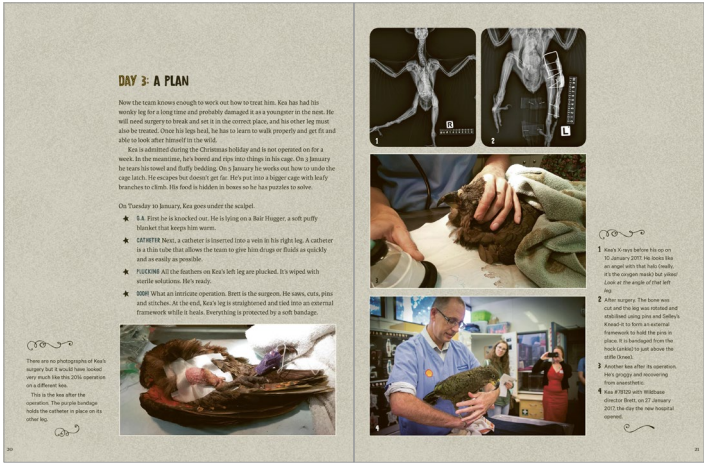 DAY 3: A PLAN
Now the team knows enough to work out how to treat him. Kea has had his
wonky leg for a long time and probably damaged it as a youngster in the nest. He
will need surgery to break and set it in the correct place, and his other leg must
also be treated. Once his legs heal, he has to learn to walk properly and get fit and
able to look after himself in the wild.
Kea is admitted during the Christmas holiday and is not operated on for a
week. In the meantime, he's bored and rips into things in his cage. On 3 January
he tears his towel and fluffy bedding. On 5 January he works out how to undo the
cage latch. He escapes but doesn't get far. He's put into a bigger cage with leafy
branches to climb. His food is hidden in boxes so he has puzzles to solve.
On Tuesday 10 January, Kea goes under the scalpel.
G.A. First he is knocked out. He is lying on a Bair Hugger, a soft puffy
blanket that keeps him warm.
CATHETER Next, a catheter is inserted into a vein in his right leg. A catheter
is a thin tube that allows the team to give him drugs or fluids as quickly
and as easily as possible.
PLUCKING All the feathers on Kea's left leg are plucked. It's wiped with
sterile solutions. He's ready.
OOOH! What an intricate operation. Brett is the surgeon. He saws, cuts, pins
and stitches. At the end, Kea's leg is straightened and tied into an external
framework while it heals. Everything is protected by a soft bandage.
There are no photographs of Kea's
surgery but it would have looked
very much like this 2014 operation
on a different kea.
This is the kea after the
operation. The purple bandage
holds the catheter in place on its
other leg.
20
R
1
L
2
4
1 Kea's X-rays before his op on
10 January 2017. He looks like
an angel with that halo (really
it's the oxygen mask) but yikes!
Look at the angle of that left
leg.
2 After surgery. The bone was
cut and the leg was rotated and
stabilised using pins and Selley's
Knead-it to form an external
framework to hold the pins in
place. It is bandaged from the
hock (ankle) to just above the
stifle (knee).
3 Another kea after its operation.
He's groggy and recovering
from anaesthetic.
4 Kea #78129 with Wildbase
director Brett, on 27 January
2017, the day the new hospital
opened.
21